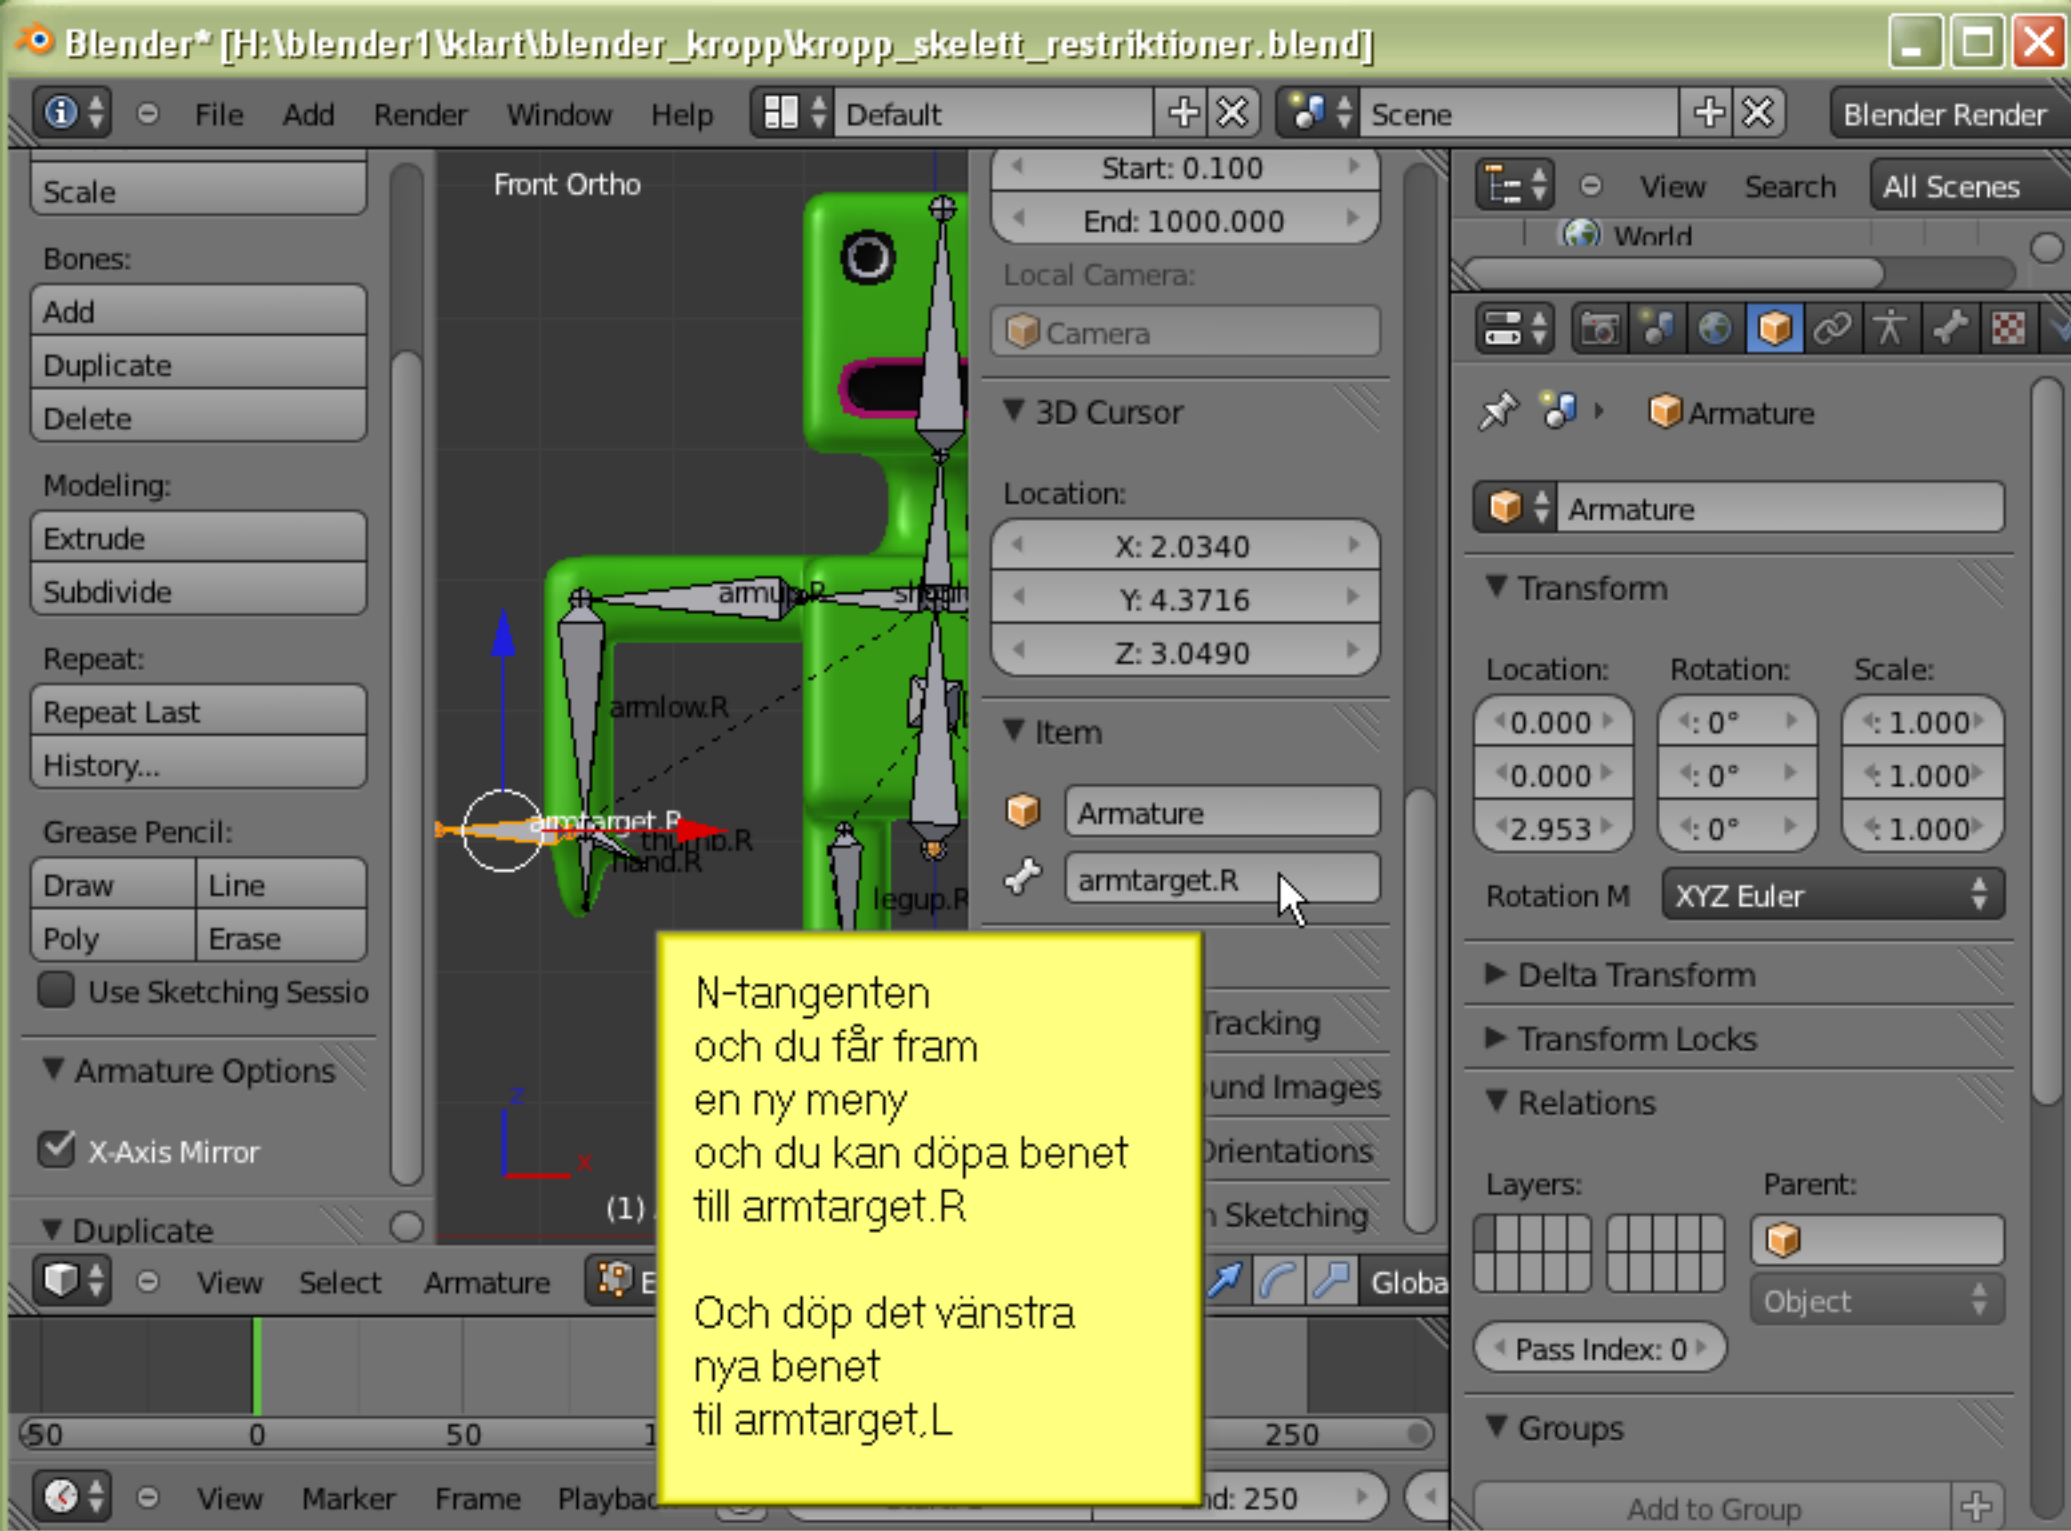 Blender* [H:\blender1\klart\blender_kropp\kropp_skelett_restriktioner.blend]
File Add Render Window Help Default Scene Blender Render
Scale
Bones:
Add
Duplicate
Delete
Modeling:
Extrude
Subdivide
Repeat:
Repeat Last
History...
Grease Pencil:
Draw Line
Poly Erase
Use Sketching Sessio
Armature Options
X-Axis Mirror
Duplicate
Front Ortho
armup.R
armlow.R
armtarget.R
thumb.R
hand.R
legup.R
z
x
(1)
Start: 0.100
End: 1000.000
Local Camera:
Camera
3D Cursor
Location:
X: 2.0340
Y: 4.3716
Z: 3.0490
Item
Armature
armtarget.R
Tracking
und Images
Orientations
n Sketching
N-tangenten
och du får fram
en ny meny
och du kan döpa benet
till armtarget.R
Och döp det vänstra
nya benet
til armtarget,L
View Search All Scenes
World
Armature
Armature
Transform
Location: Rotation: Scale:
0.000 : 0° : 1.000
0.000 : 0° : 1.000
2.953 : 0° : 1.000
Rotation M XYZ Euler
Delta Transform
Transform Locks
Relations
Layers: Parent:
Object
Pass Index: 0
Groups
Add to Group
View Select Armature E Globa
-50 0 50 1 250
View Marker Frame Playbac End: 250